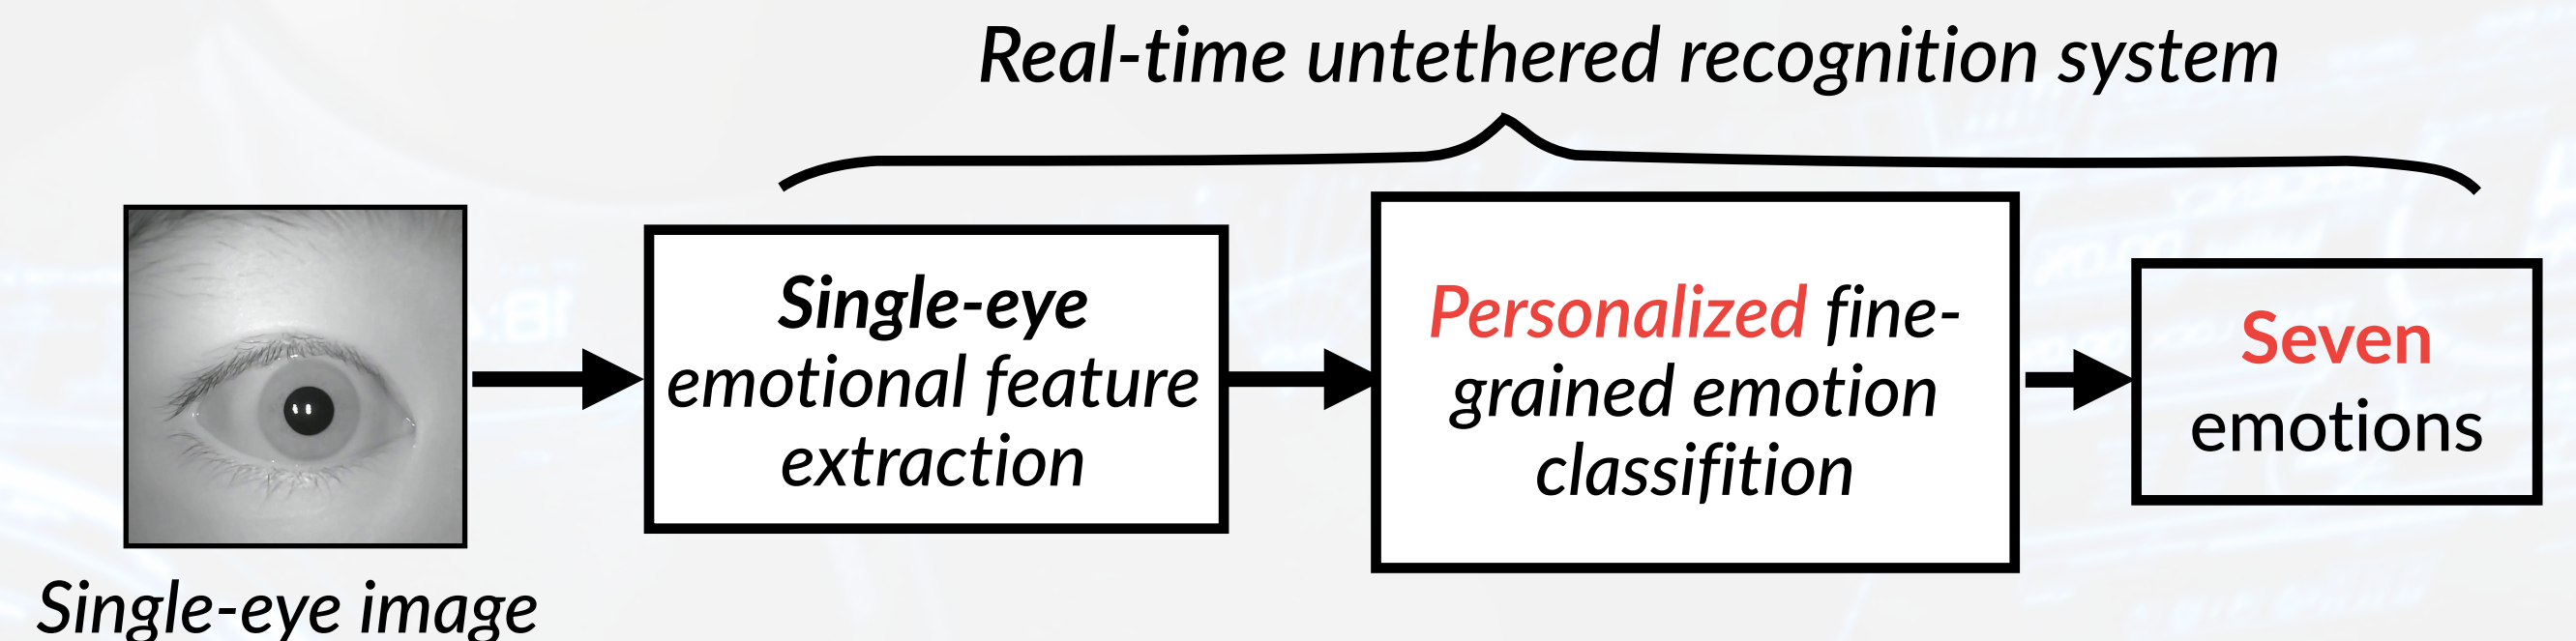 Real-time untethered recognition system
Single-eye
emotional feature
extraction
Personalized fine-
grained emotion
classifition
Seven
emotions
Single-eye image